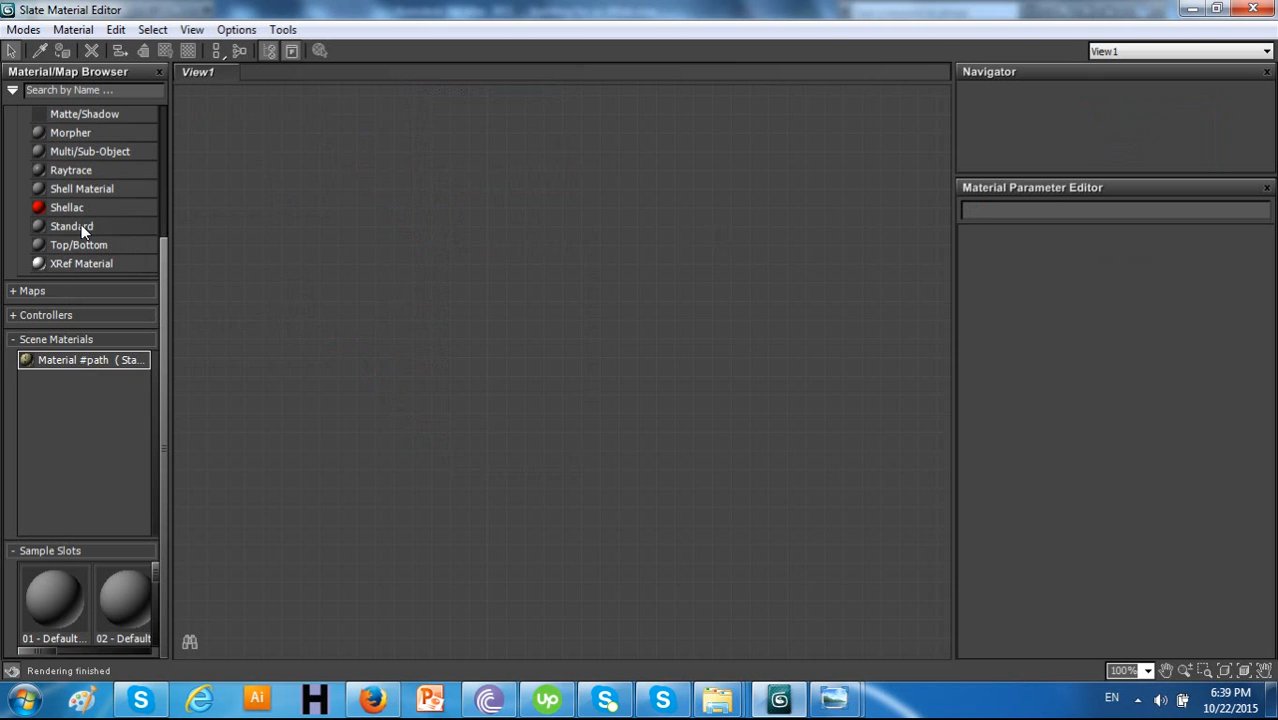 Slate Material Editor
Modes Material Edit Select View Options Tools
View1
Material/Map Browser
View1
Navigator
Search by Name ...
Matte/Shadow
Morpher
Multi/Sub-Object
Raytrace
Shell Material
Material Parameter Editor
Shellac
Standard
Top/Bottom
XRef Material
+ Maps
+ Controllers
- Scene Materials
Material #path ( Sta...
- Sample Slots
01 - Default... 02 - Default
Rendering finished
100%
Ai
Up
EN
6:39 PM
10/22/2015